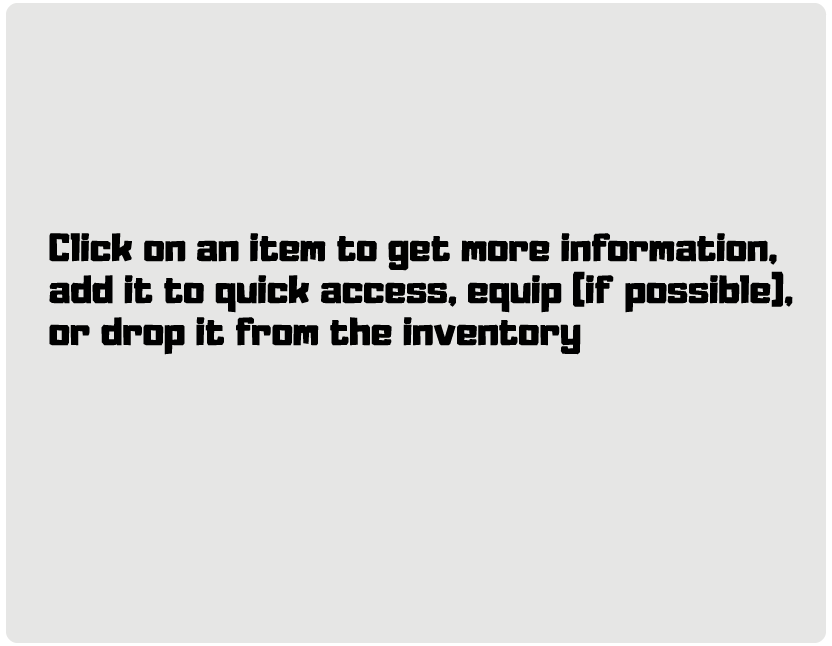 Click on an item to get more information,
add it to quick access, equip [if possible],
or drop it from the inventory